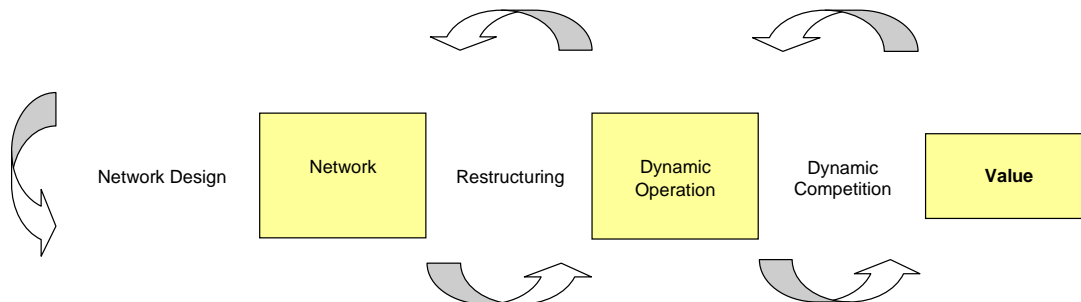 Network Design
Network
Restructuring
Dynamic
Operation
Dynamic
Competition
Value